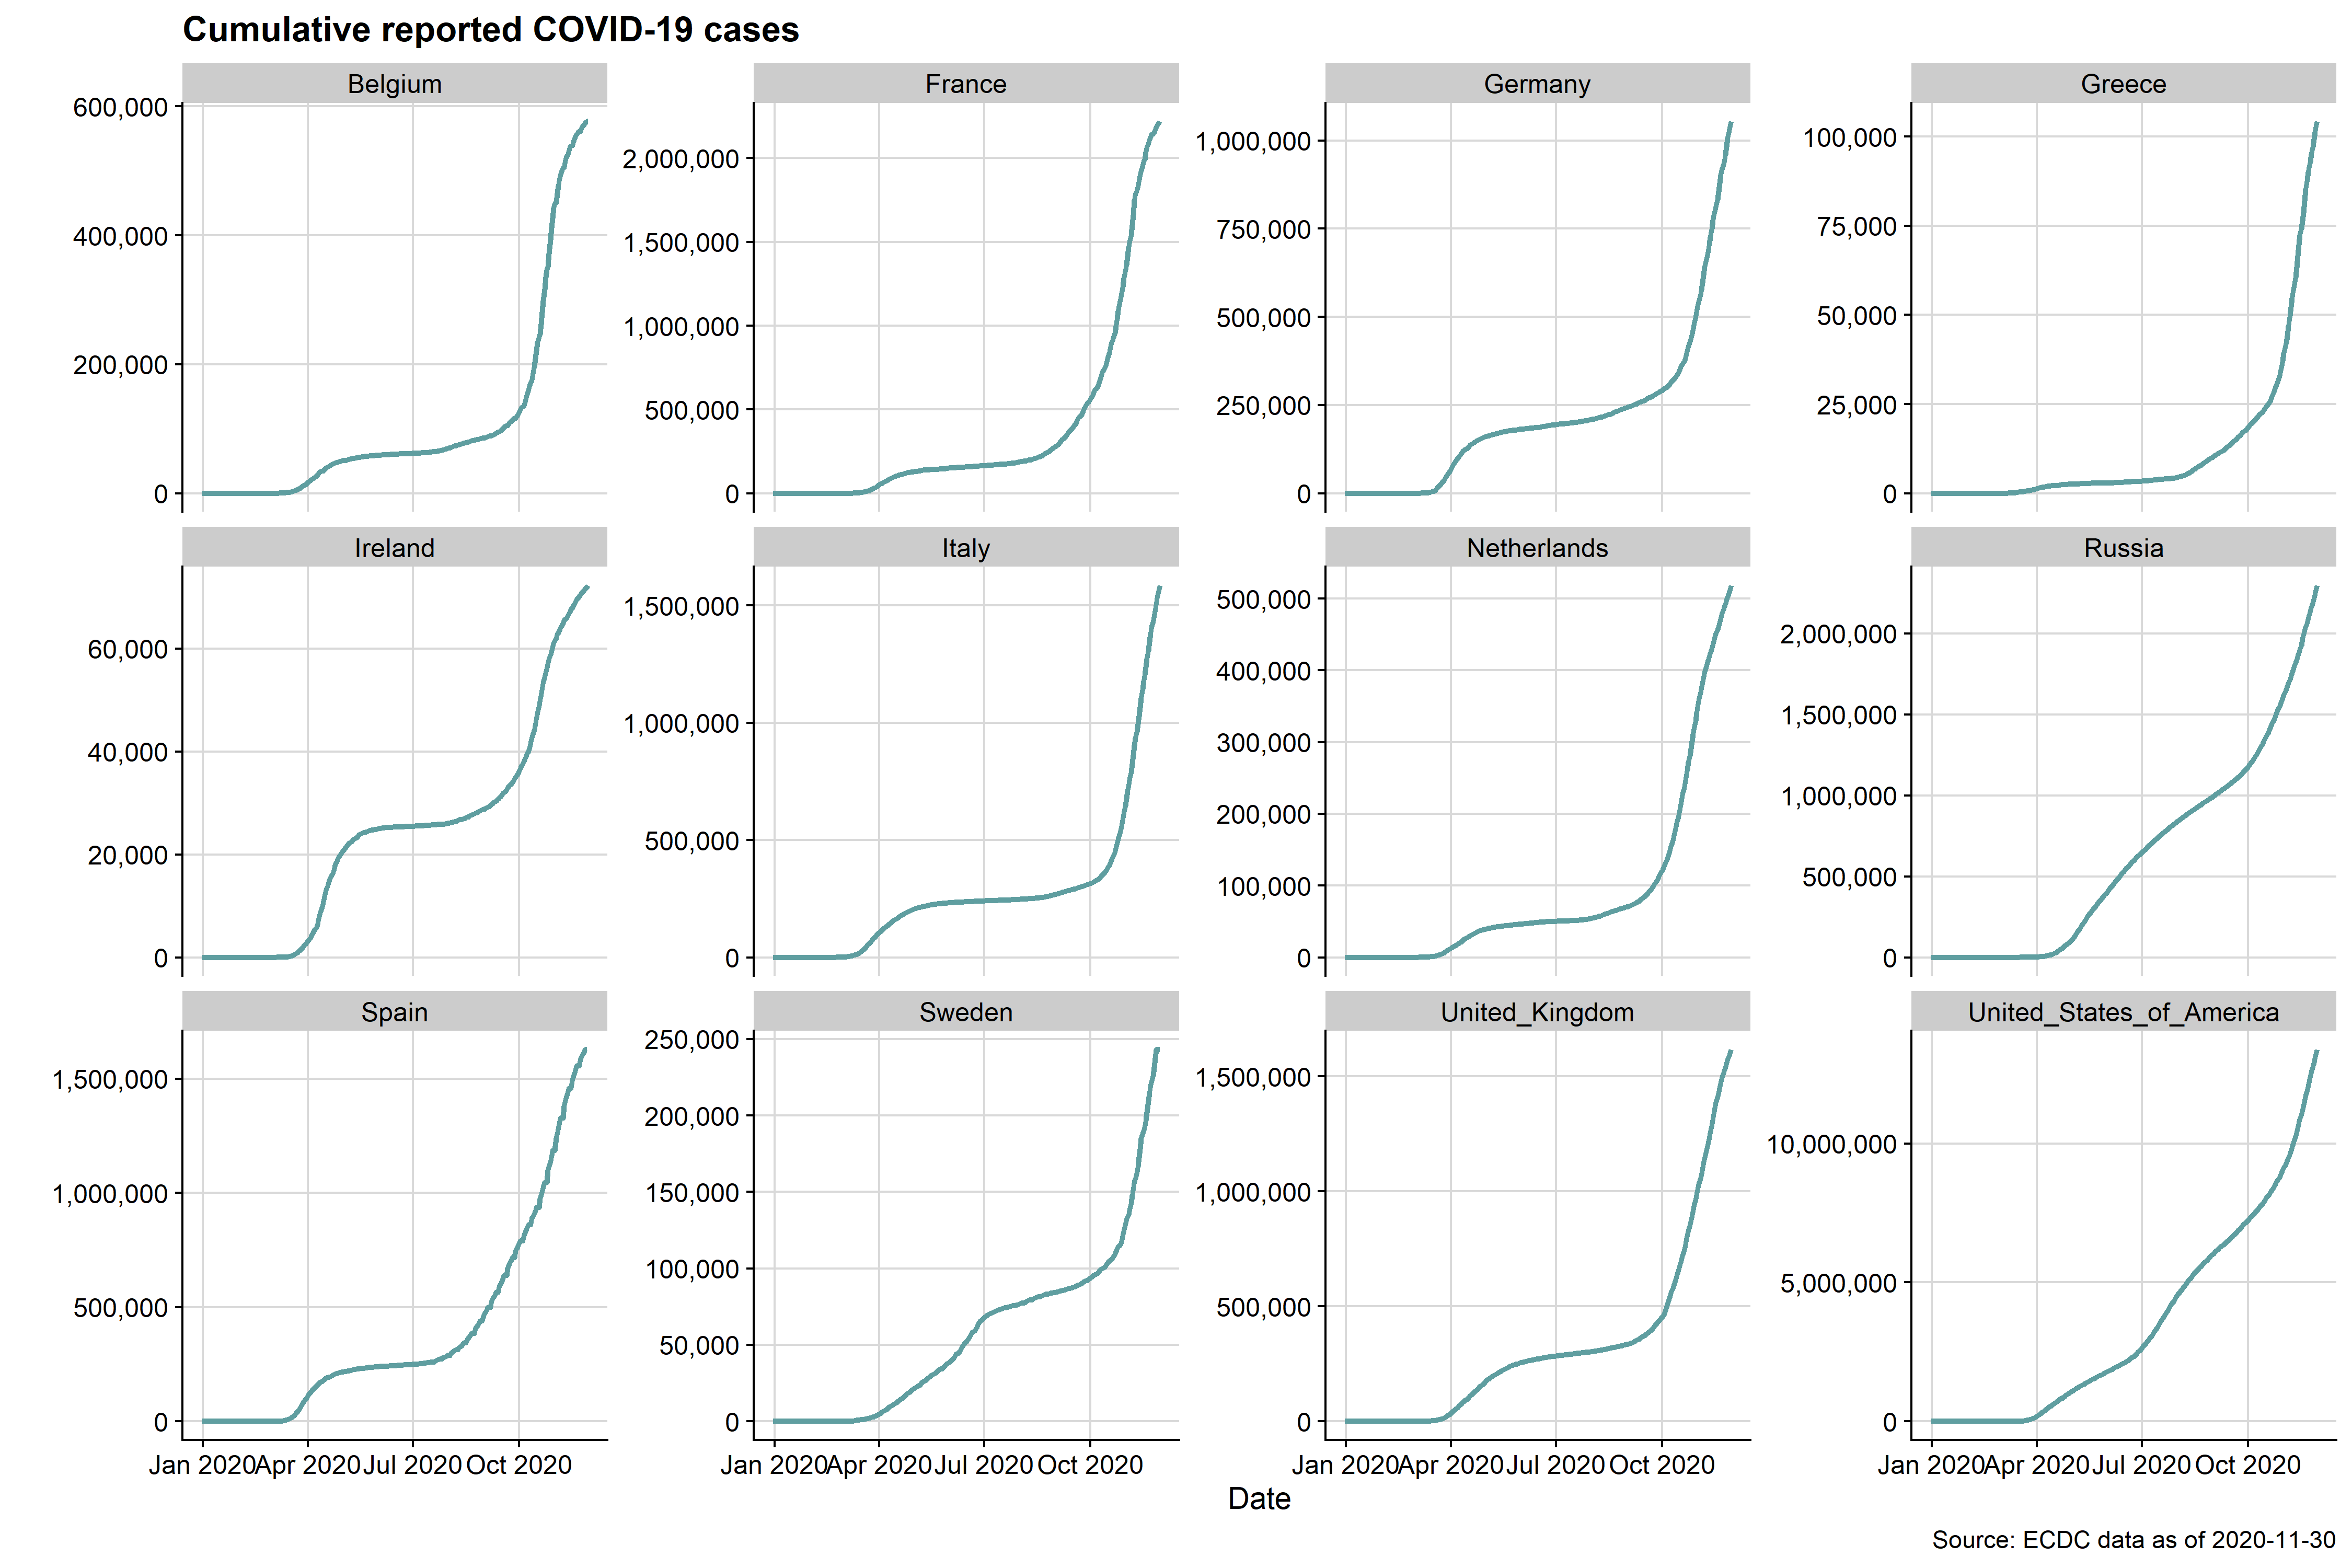 Cumulative reported COVID-19 cases
Belgium
France
Germany
Greece
600,000
400,000
200,000
0
2,000,000
1,500,000
1,000,000
500,000
0
1,000,000
750,000
500,000
250,000
0
100,000
75,000
50,000
25,000
0
Ireland
Italy
Netherlands
Russia
60,000
40,000
20,000
0
1,500,000
1,000,000
500,000
0
500,000
400,000
300,000
200,000
100,000
0
2,000,000
1,500,000
1,000,000
500,000
0
Spain
Sweden
United_Kingdom
United_States_of_America
1,500,000
1,000,000
500,000
0
250,000
200,000
150,000
100,000
50,000
0
1,500,000
1,000,000
500,000
0
10,000,000
5,000,000
0
Jan 2020 Apr 2020 Jul 2020 Oct 2020
Jan 2020 Apr 2020 Jul 2020 Oct 2020
Jan 2020 Apr 2020 Jul 2020 Oct 2020
Jan 2020 Apr 2020 Jul 2020 Oct 2020
Date
Source: ECDC data as of 2020-11-30